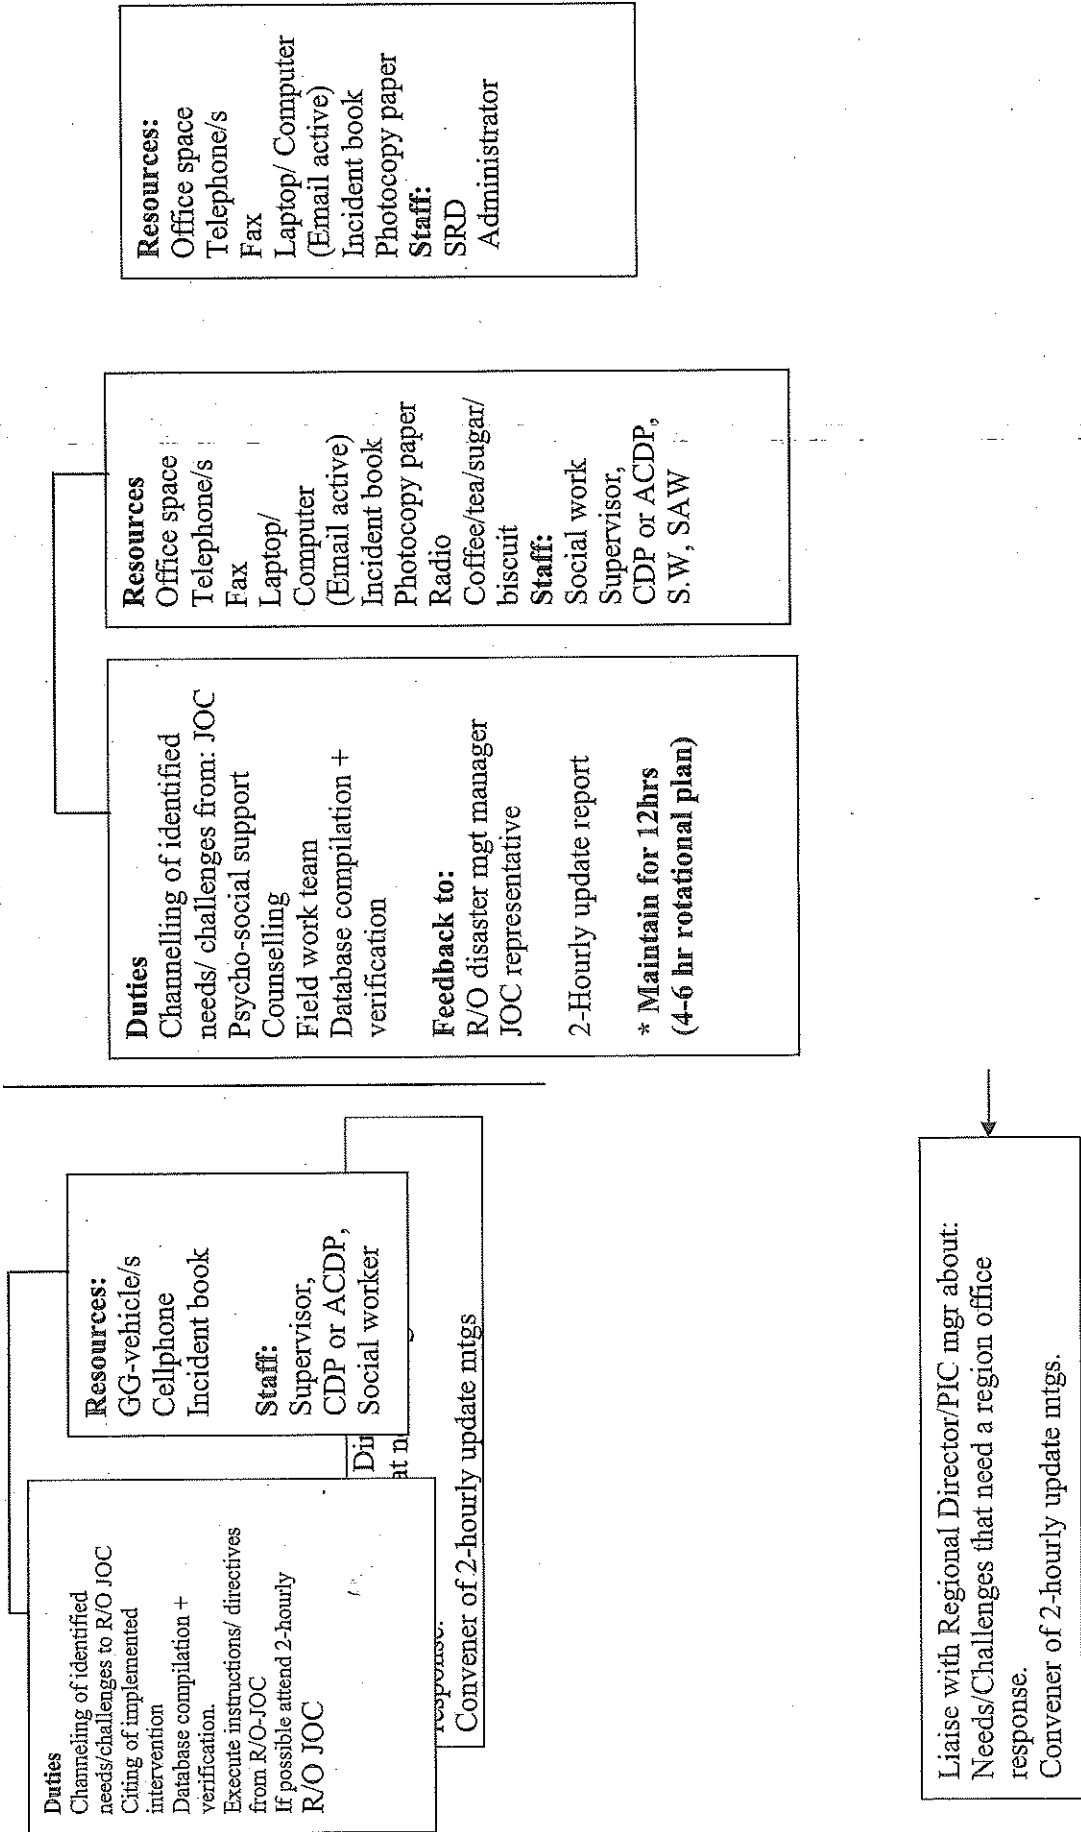 Duties
Channeling of identified
needs/challenges to R/O JOC
Citing of implemented
intervention
Database compilation +
verification.
Execute instructions/ directives
from R/O-JOC
If possible attend 2-hourly
R/O JOC
Resources:
GG-vehicle/s
Cellphone
Incident book
Staff:
Supervisor,
CDP or ACDP,
Social worker
response.
Convener of 2-hourly update mtgs
Duties
Channelling of identified
needs/ challenges from: JOC
Psycho-social support
Counselling
Field work team
Database compilation +
verification
Feedback to:
R/O disaster mgt manager
JOC representative
2-Hourly update report
* Maintain for 12hrs
(4-6 hr rotational plan)
Resources
Office space
Telephone/s
Fax
Laptop/
Computer
(Email active)
Incident book
Photocopy paper
Radio
Coffee/tea/sugar/
biscuit
Staff:
Social work
Supervisor,
CDP or ACDP,
S.W, SAW
Resources:
Office space
Telephone/s
Fax
Laptop/ Computer
(Email active)
Incident book
Photocopy paper
Staff:
SRD
Administrator
Liaise with Regional Director/PIC mgr about:
Needs/Challenges that need a region office
response.
Convener of 2-hourly update mtgs.